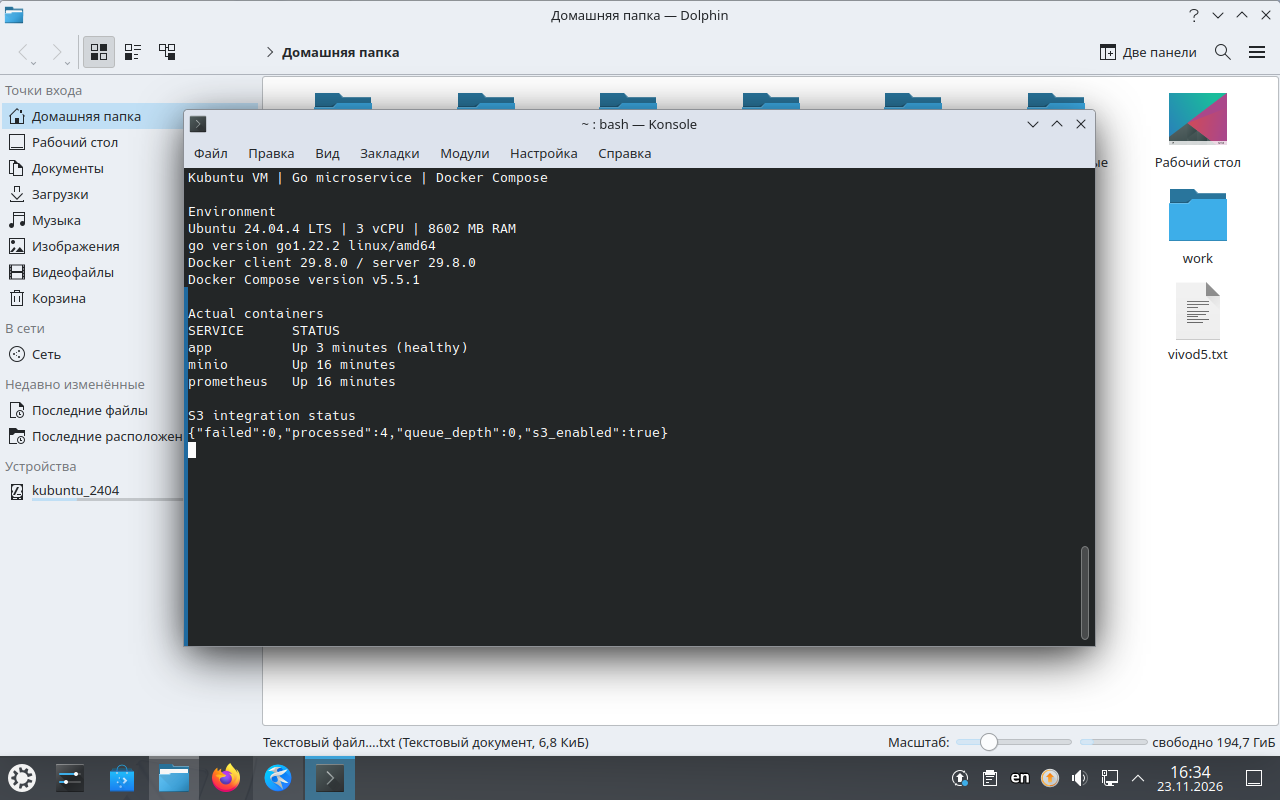 Домашняя папка — Dolphin
Домашняя папка
Две панели
Точки входа
Домашняя папка
Рабочий стол
Документы
Загрузки
Музыка
Изображения
Видеофайлы
Корзина
В сети
Сеть
Недавно изменённые
Последние файлы
Последние расположен
Устройства
kubuntu_2404
~ : bash — Konsole
Файл Правка Вид Закладки Модули Настройка Справка
Kubuntu VM | Go microservice | Docker Compose
Environment
Ubuntu 24.04.4 LTS | 3 vCPU | 8602 MB RAM
go version go1.22.2 linux/amd64
Docker client 29.8.0 / server 29.8.0
Docker Compose version v5.5.1
Actual containers
SERVICE STATUS
app Up 3 minutes (healthy)
minio Up 16 minutes
prometheus Up 16 minutes
S3 integration status
{"failed":0,"processed":4,"queue_depth":0,"s3_enabled":true}
ые
Рабочий стол
work
vivod5.txt
Текстовый файл....txt (Текстовый документ, 6,8 КиБ)
Масштаб:
свободно 194,7 ГиБ
en
16:34
23.11.2026